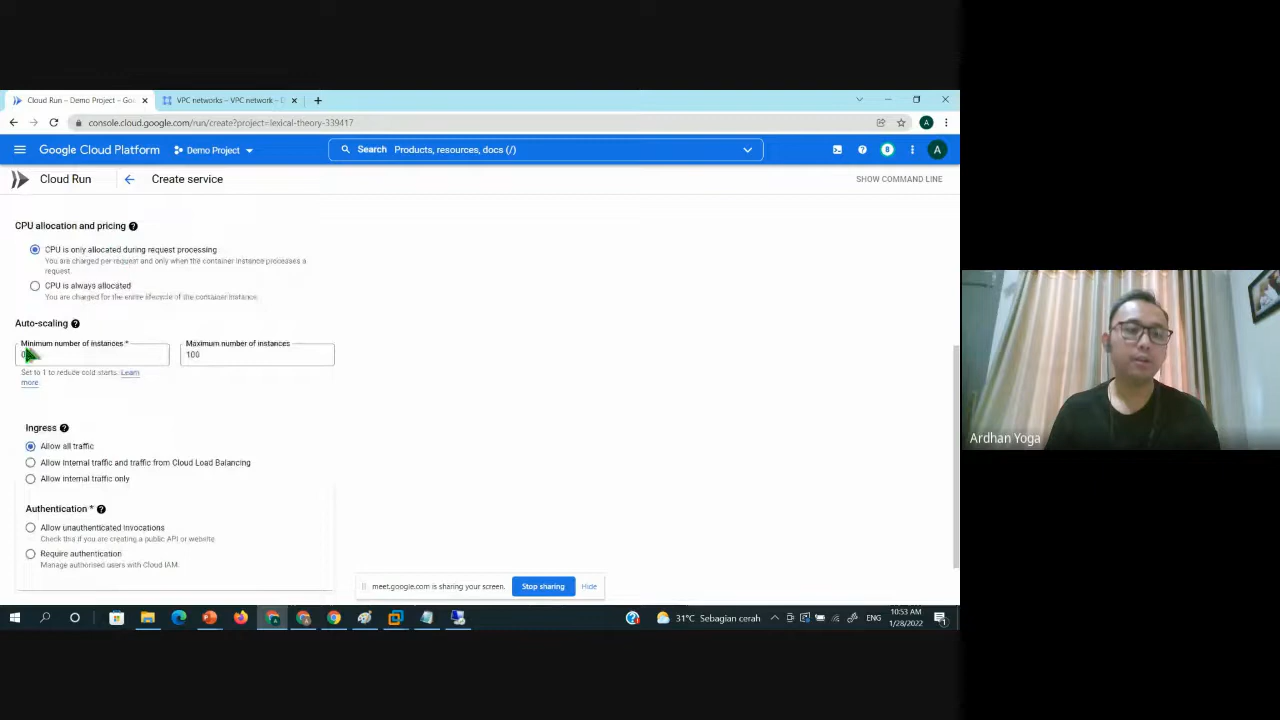 Cloud Run – Demo Project – Goo
VPC networks – VPC network – D
console.cloud.google.com/run/create?project=lexical-theory-339417
A
Google Cloud Platform
Demo Project
Search Products, resources, docs (/)
8
A
Cloud Run
Create service
SHOW COMMAND LINE
CPU allocation and pricing
CPU is only allocated during request processing
You are charged per request and only when the container instance processes a
request.
CPU is always allocated
You are charged for the entire lifecycle of the container instance.
Auto-scaling
Minimum number of instances *
0
Maximum number of instances
100
Set to 1 to reduce cold starts. Learn
more.
Ingress
Allow all traffic
Allow internal traffic and traffic from Cloud Load Balancing
Allow internal traffic only
Authentication *
Allow unauthenticated invocations
Check this if you are creating a public API or website
Require authentication
Manage authorised users with Cloud IAM.
meet.google.com is sharing your screen.
Stop sharing
Hide
Ardhan Yoga
31°C Sebagian cerah
ENG
10:53 AM
1/28/2022